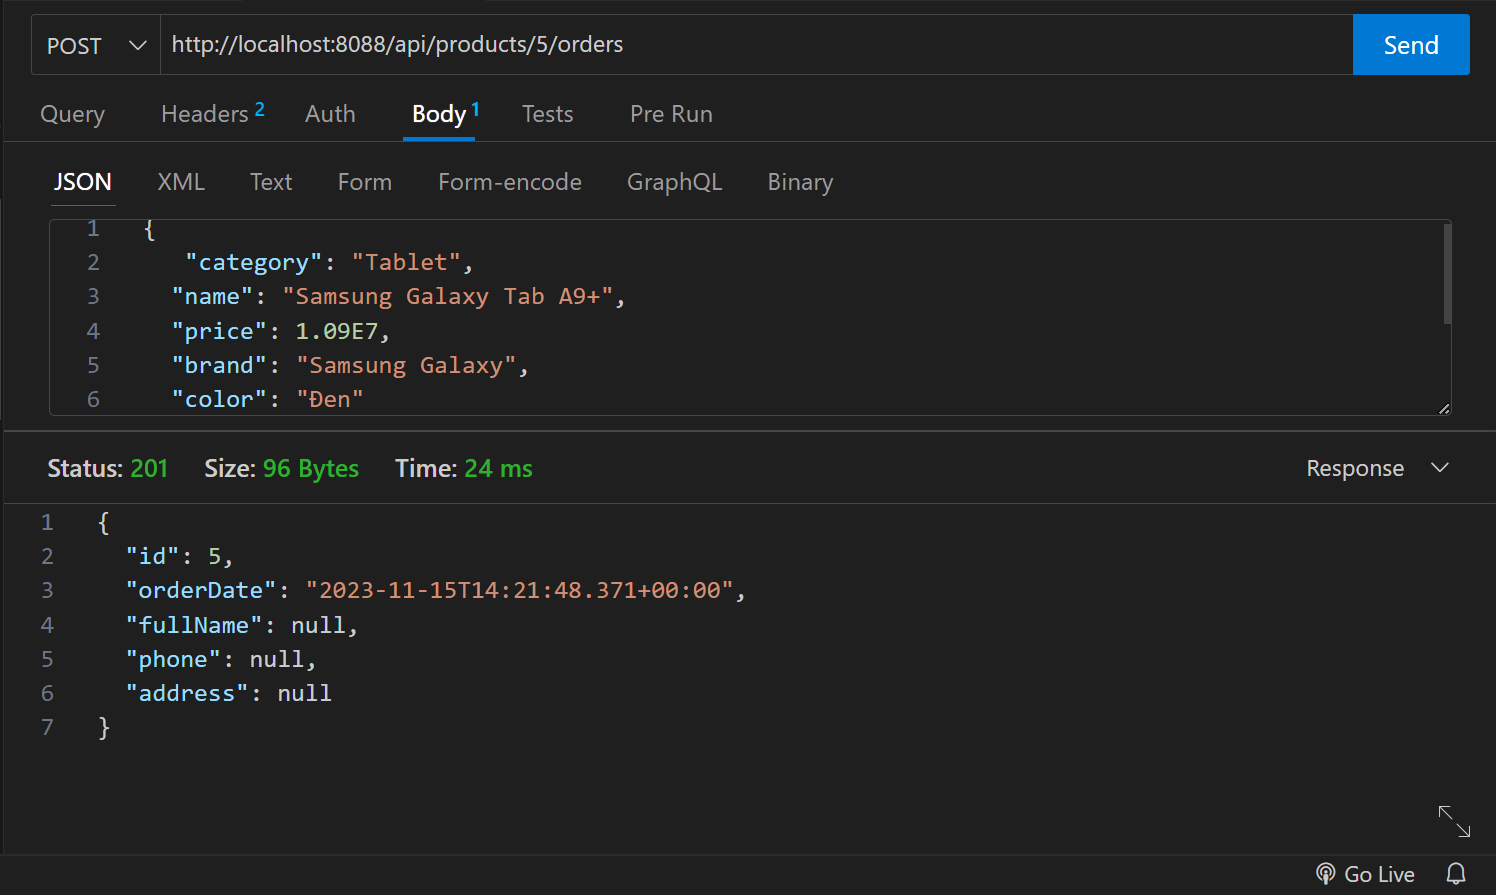 POST http://localhost:8088/api/products/5/orders Send
Query Headers 2 Auth Body 1 Tests Pre Run
JSON XML Text Form Form-encode GraphQL Binary
1 {
2 "category": "Tablet",
3 "name": "Samsung Galaxy Tab A9+",
4 "price": 1.09E7,
5 "brand": "Samsung Galaxy",
6 "color": "Đen"
Status: 201 Size: 96 Bytes Time: 24 ms Response
1 {
2 "id": 5,
3 "orderDate": "2023-11-15T14:21:48.371+00:00",
4 "fullName": null,
5 "phone": null,
6 "address": null
7 }
Go Live